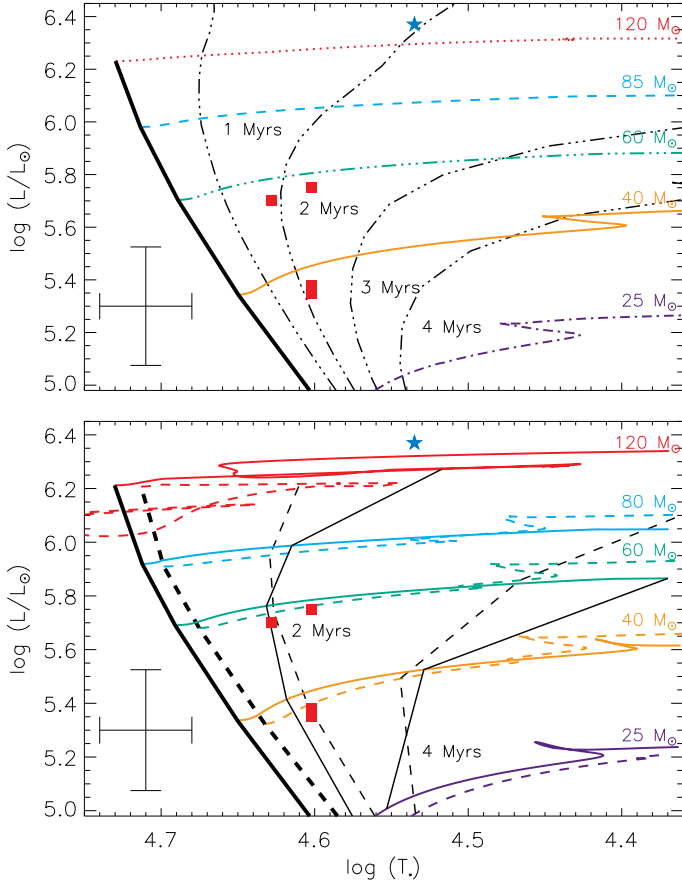 6.4
6.2
6.0
5.8
5.6
5.4
5.2
5.0
log (L/L☉)
120 M☉
85 M☉
60 M☉
40 M☉
25 M☉
1 Myrs
2 Myrs
3 Myrs
4 Myrs
6.4
6.2
6.0
5.8
5.6
5.4
5.2
5.0
log (L/L☉)
120 M☉
80 M☉
60 M☉
40 M☉
25 M☉
2 Myrs
4 Myrs
4.7 4.6 4.5 4.4
log (T⋆)